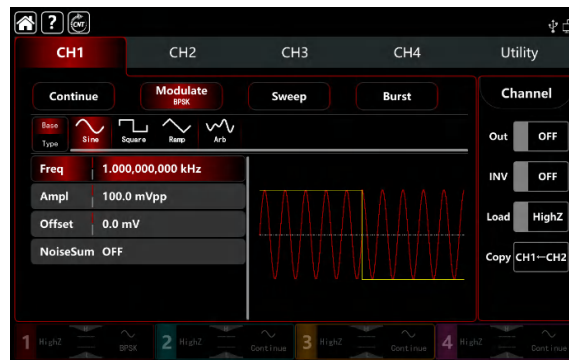 ? CNT
CH1 CH2 CH3 CH4 Utility
Continue Modulate BPSK Sweep Burst Channel
Base Type Sine Square Ramp Arb
Out OFF
Freq 1.000,000,000 kHz
INV OFF
Ampl 100.0 mVpp
Offset 0.0 mV
Load HighZ
NoiseSum OFF
Copy CH1←CH2
1 HighZ BPSK 2 HighZ Continue 3 HighZ Continue 4 HighZ Continue